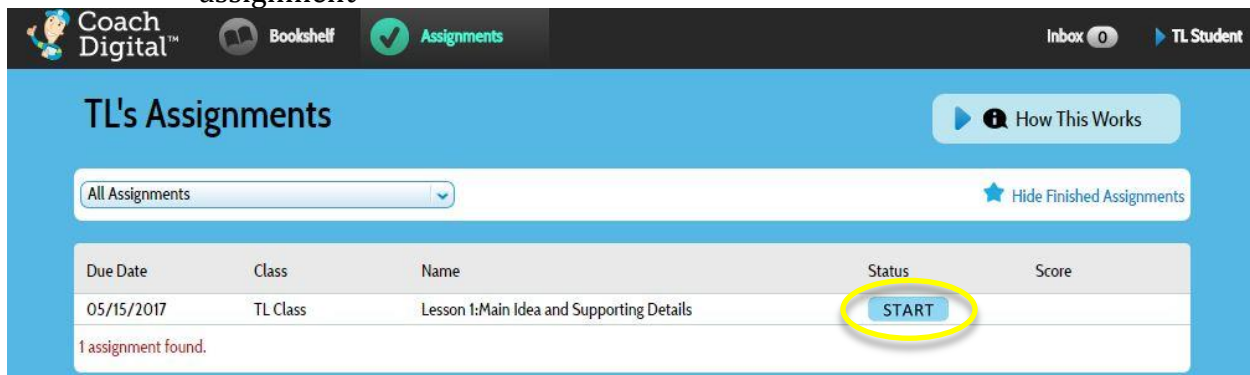 assignment
Coach Digital™ Bookshelf Assignments Inbox 0 TL Student
TL's Assignments How This Works
All Assignments Hide Finished Assignments
Due Date Class Name Status Score
05/15/2017 TL Class Lesson 1:Main Idea and Supporting Details START
1 assignment found.